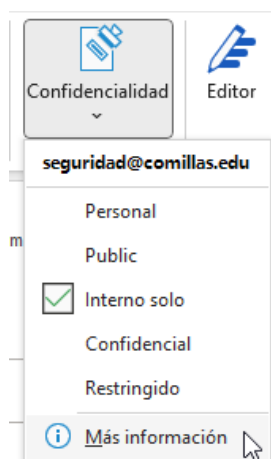 Confidencialidad
Editor
seguridad@comillas.edu
Personal
Public
m
Interno solo
Confidencial
Restringido
Más información